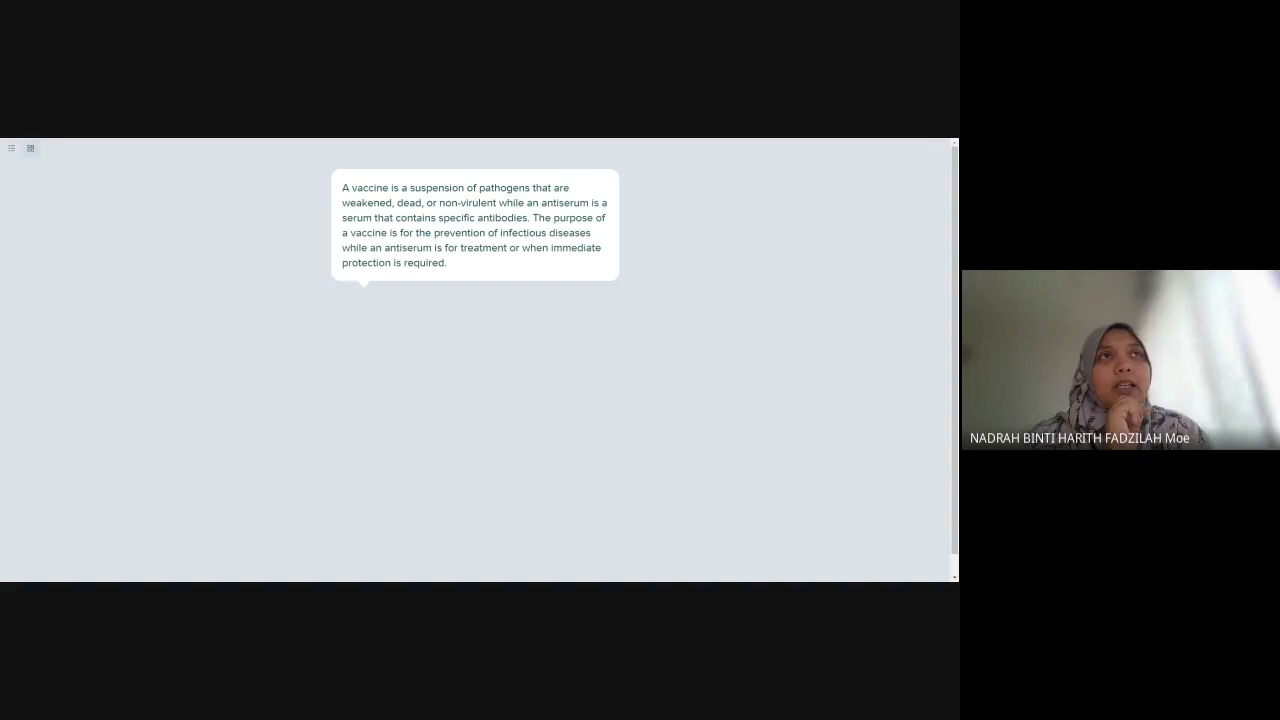 A vaccine is a suspension of pathogens that are
weakened, dead, or non-virulent while an antiserum is a
serum that contains specific antibodies. The purpose of
a vaccine is for the prevention of infectious diseases
while an antiserum is for treatment or when immediate
protection is required.
NADRAH BINTI HARITH FADZILAH Moe